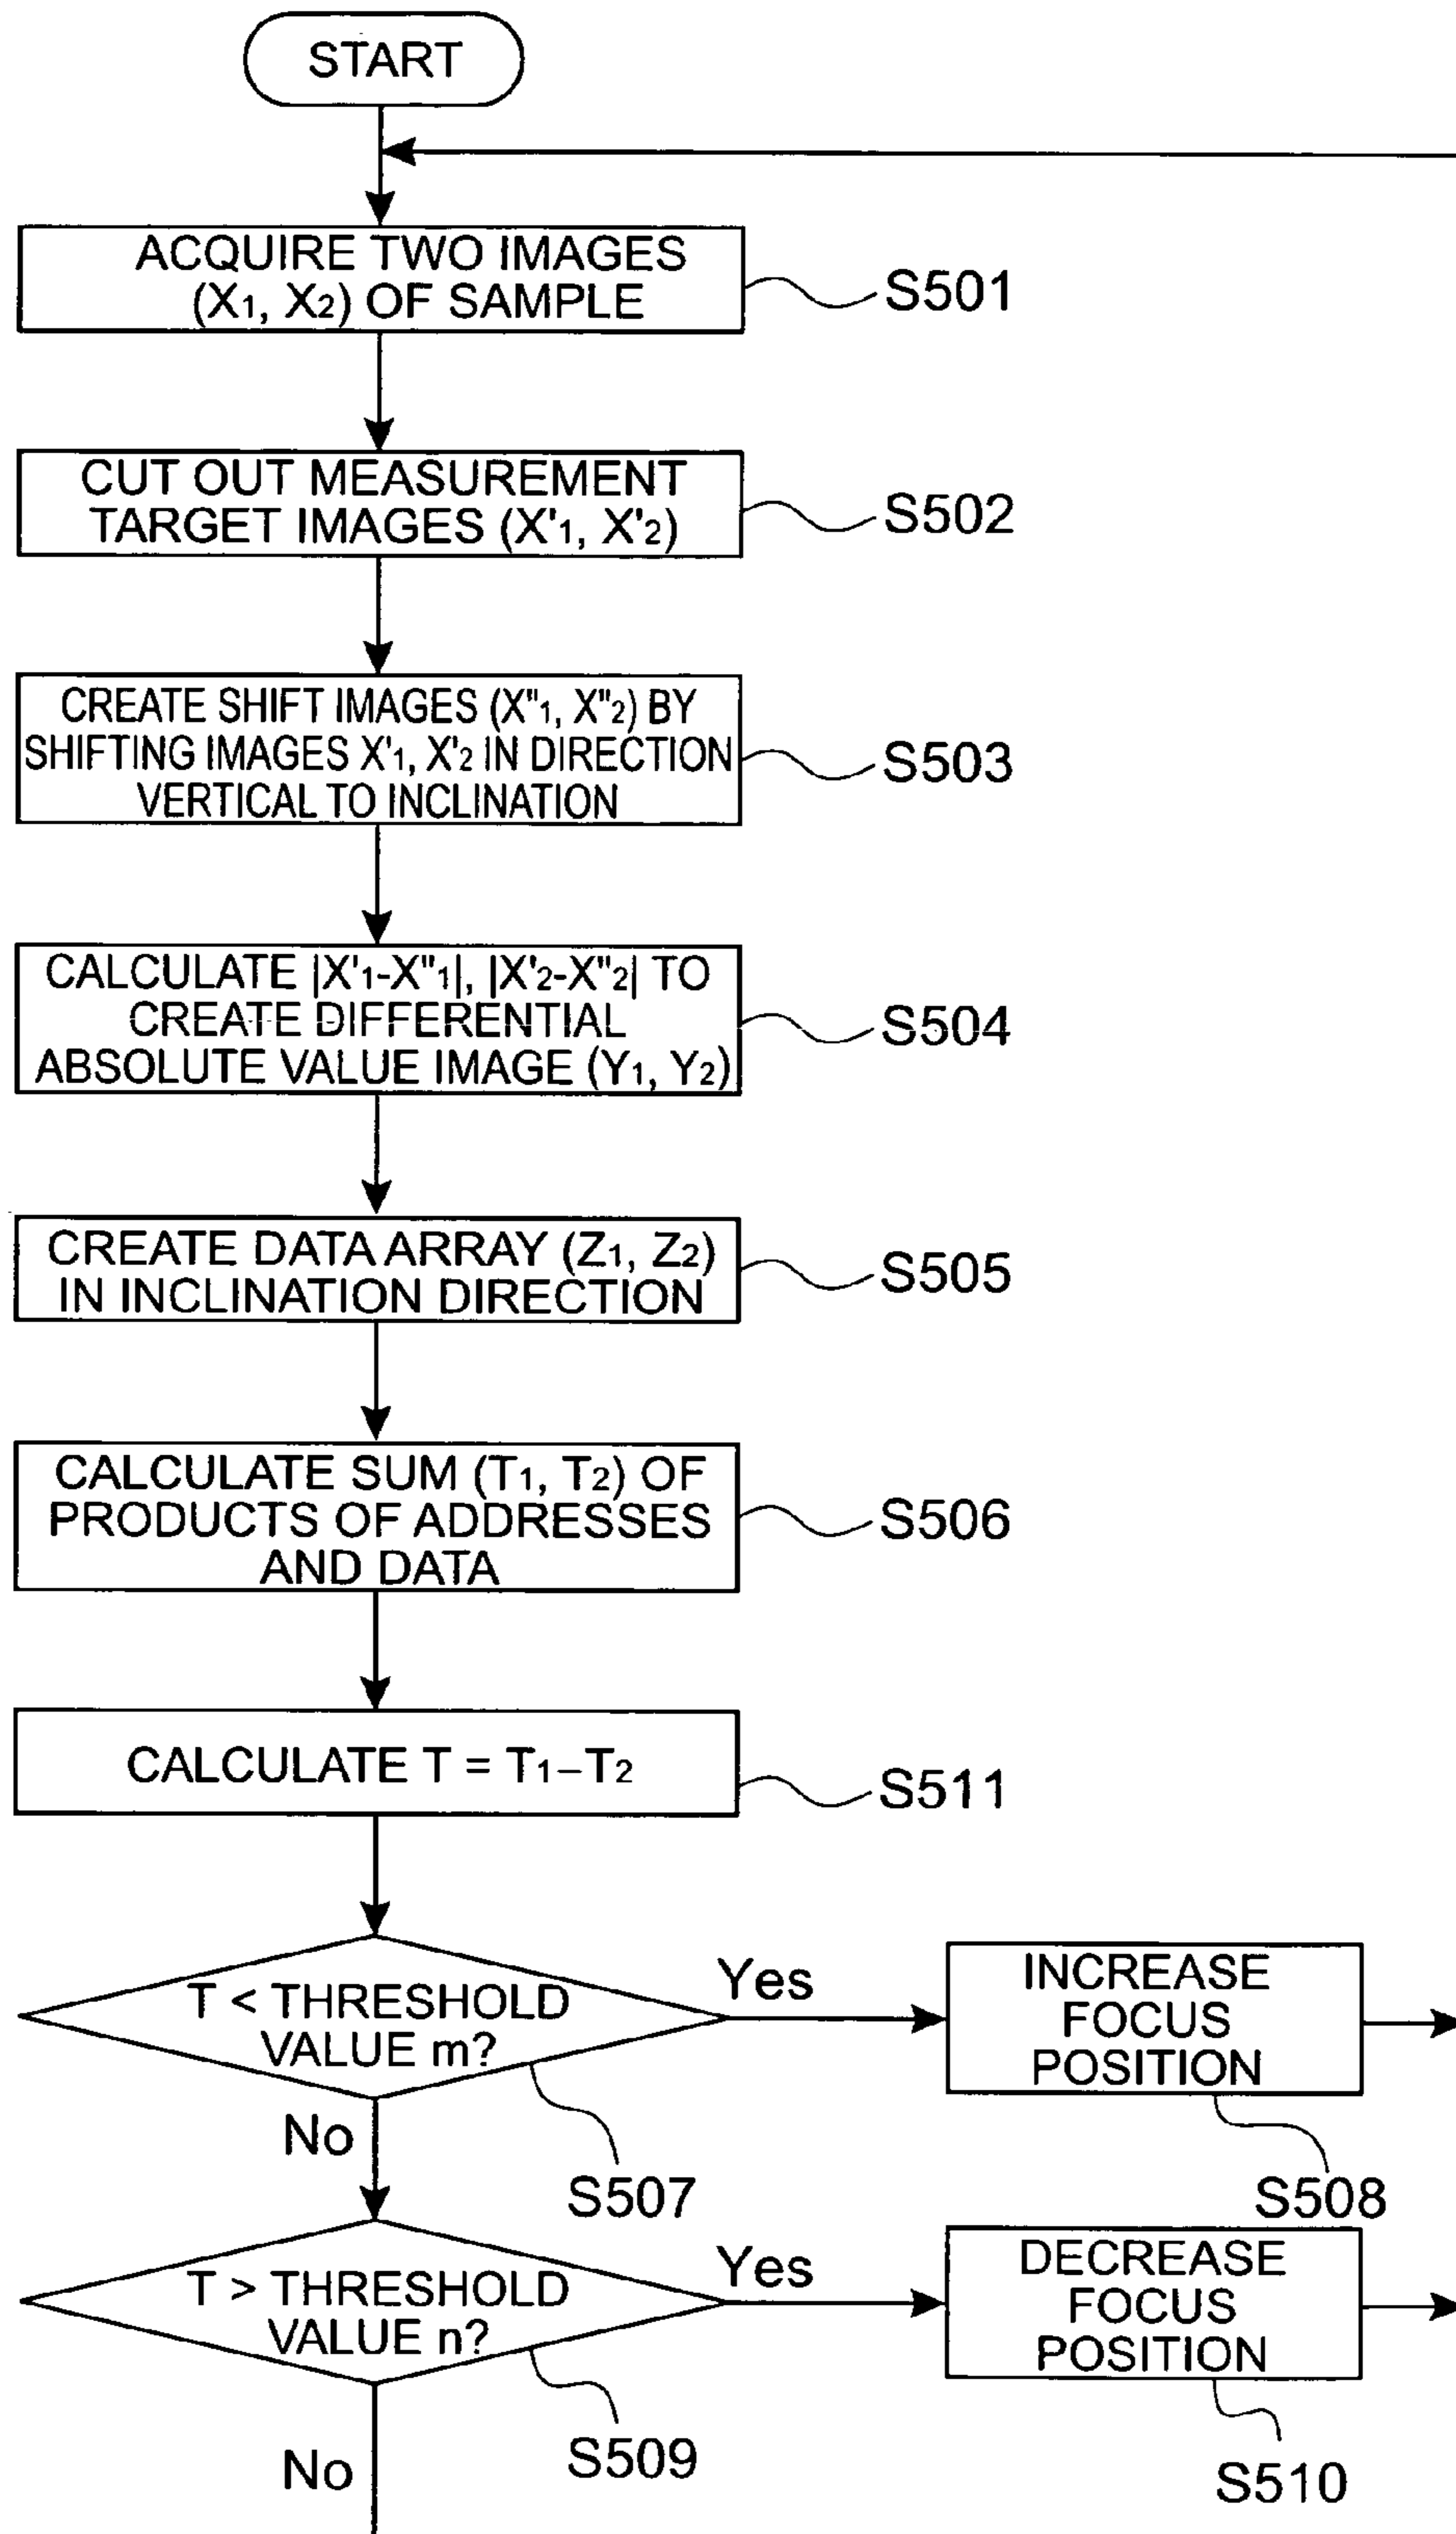 START
ACQUIRE TWO IMAGES
(X₁, X₂) OF SAMPLE
S501
CUT OUT MEASUREMENT
TARGET IMAGES (X'₁, X'₂)
S502
CREATE SHIFT IMAGES (X"₁, X"₂) BY
SHIFTING IMAGES X'₁, X'₂ IN DIRECTION
VERTICAL TO INCLINATION
S503
CALCULATE |X'₁-X"₁|, |X'₂-X"₂| TO
CREATE DIFFERENTIAL
ABSOLUTE VALUE IMAGE (Y₁, Y₂)
S504
CREATE DATA ARRAY (Z₁, Z₂)
IN INCLINATION DIRECTION
S505
CALCULATE SUM (T₁, T₂) OF
PRODUCTS OF ADDRESSES
AND DATA
S506
CALCULATE T = T₁–T₂
S511
T < THRESHOLD
VALUE m?
Yes
No
S507
INCREASE
FOCUS
POSITION
S508
T > THRESHOLD
VALUE n?
Yes
No
S509
DECREASE
FOCUS
POSITION
S510